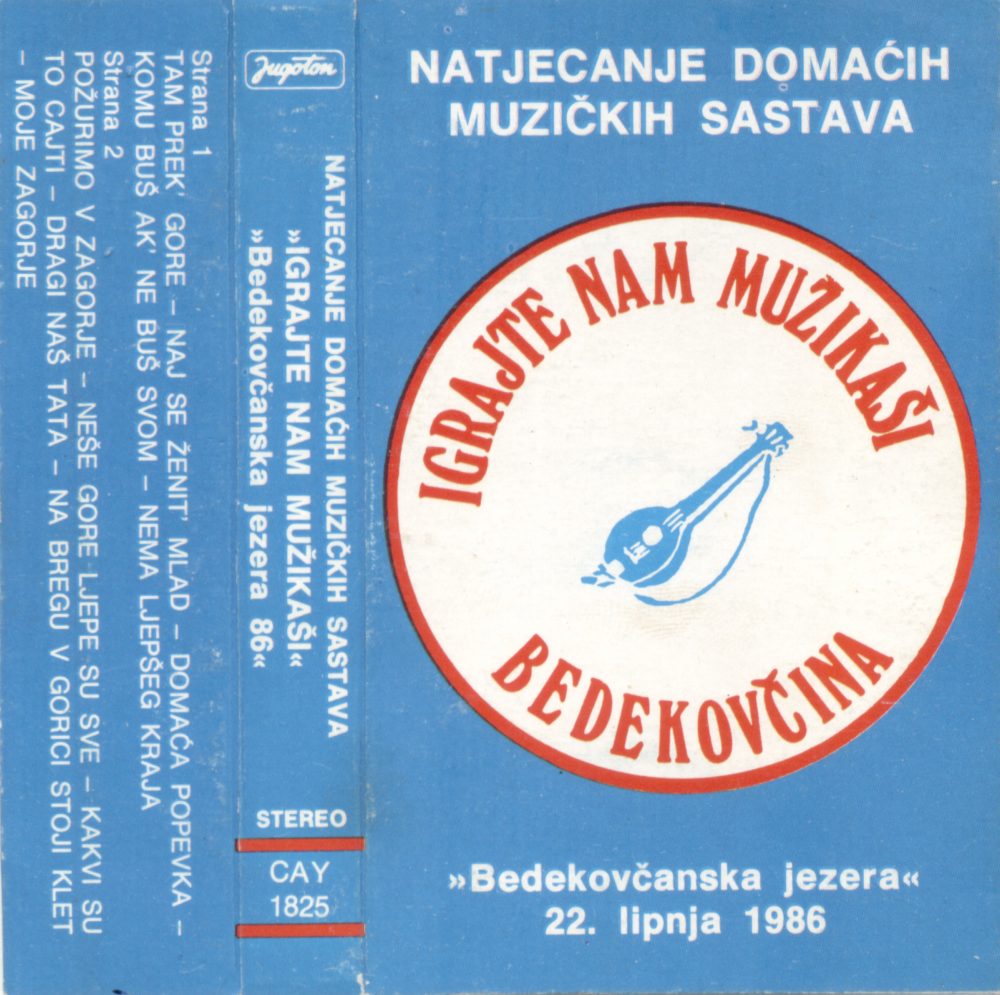 Strana 1
TAM PREK' GORE – NAJ SE ŽENIT' MLAD – DOMAĆA POPEVKA –
KOMU BUŠ AK' NE BUŠ SVOM – NEMA LJEPŠEG KRAJA
Strana 2
POŽURIMO V ZAGORJE – NEŠE GORE LJEPE SU SVE – KAKVI SU
TO CAJTI – DRAGI NAŠ TATA – NA BREGU V GORICI STOJI KLET
– MOJE ZAGORJE
Jugoton
NATJECANJE DOMAĆIH MUZIČKIH SASTAVA
»IGRAJTE NAM MUŽIKAŠI«
»Bedekovčanska jezera 86«
STEREO
CAY
1825
NATJECANJE DOMAĆIH
MUZIČKIH SASTAVA
IGRAJTE NAM MUŽIKAŠI
BEDEKOVČINA
»Bedekovčanska jezera«
22. lipnja 1986